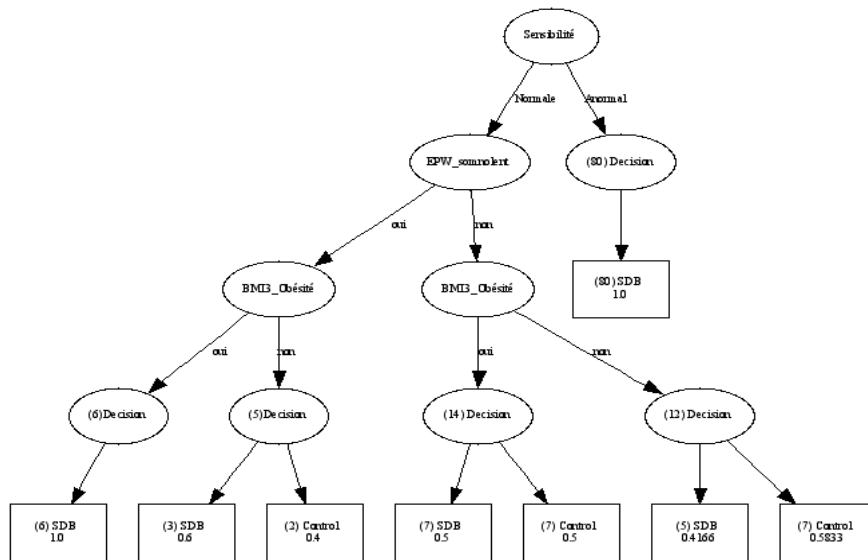 Sensibilité
Normale
Anormal
EPW_somnolent
(80) Decision
oui
non
(80) SDB
1.0
BMI3_Obésité
BMI3_Obésité
oui
non
oui
non
(6)Decision
(5)Decision
(14) Decision
(12) Decision
(6) SDB
1.0
(3) SDB
0.6
(2) Control
0.4
(7) SDB
0.5
(7) Control
0.5
(5) SDB
0.4166
(7) Control
0.5833